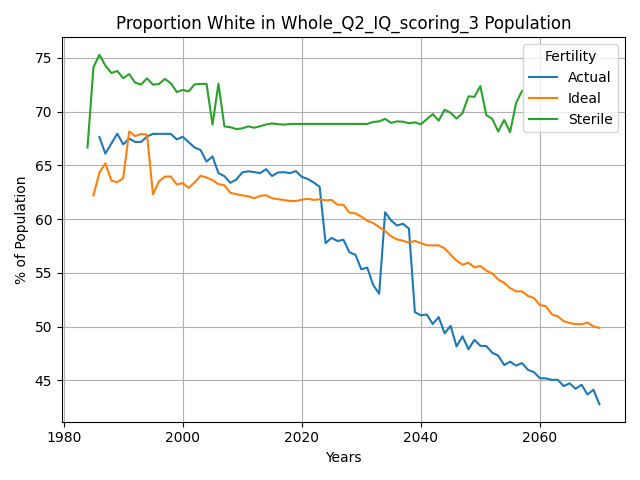 Proportion White in Whole_Q2_IQ_scoring_3 Population
% of Population
75
70
65
60
55
50
45
1980
2000
2020
2040
2060
Years
Fertility
Actual
Ideal
Sterile